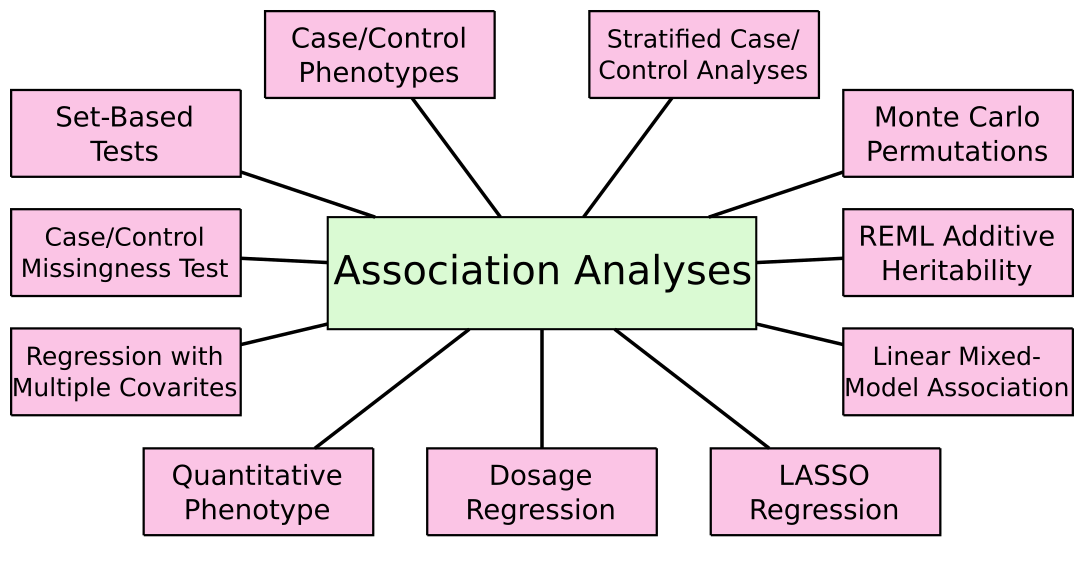 Case/Control
Phenotypes
Stratified Case/
Control Analyses
Set-Based
Tests
Monte Carlo
Permutations
Case/Control
Missingness Test
Association Analyses
REML Additive
Heritability
Regression with
Multiple Covarites
Linear Mixed-
Model Association
Quantitative
Phenotype
Dosage
Regression
LASSO
Regression